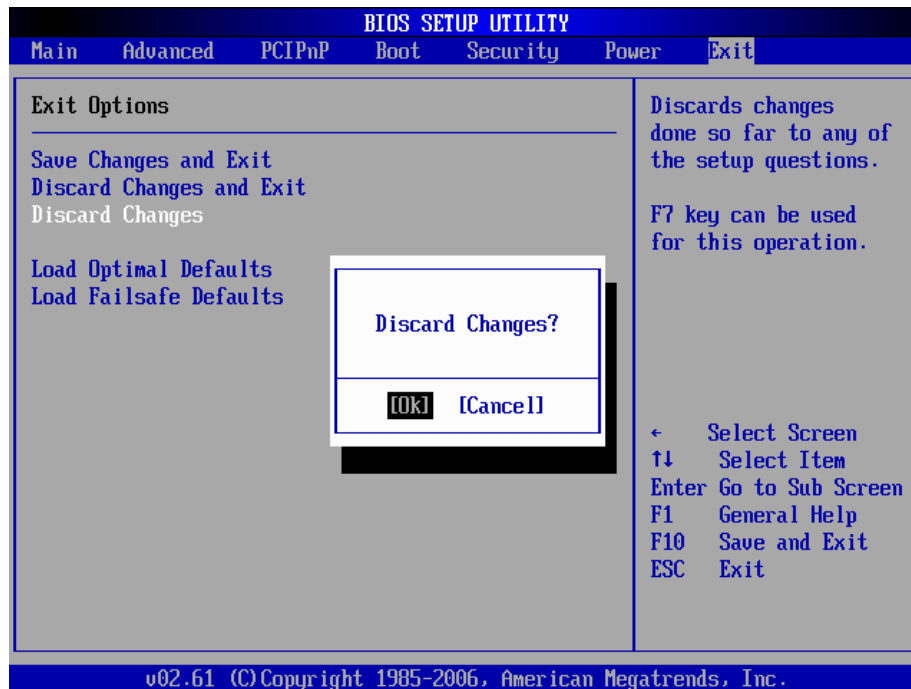 BIOS SETUP UTILITY
Main Advanced PCIPnP Boot Security Power Exit
Exit Options
Save Changes and Exit
Discard Changes and Exit
Discard Changes
Load Optimal Defaults
Load Failsafe Defaults
Discard Changes?
[Ok] [Cancel]
Discards changes
done so far to any of
the setup questions.
F7 key can be used
for this operation.
← Select Screen
↑↓ Select Item
Enter Go to Sub Screen
F1 General Help
F10 Save and Exit
ESC Exit
v02.61 (C)Copyright 1985-2006, American Megatrends, Inc.